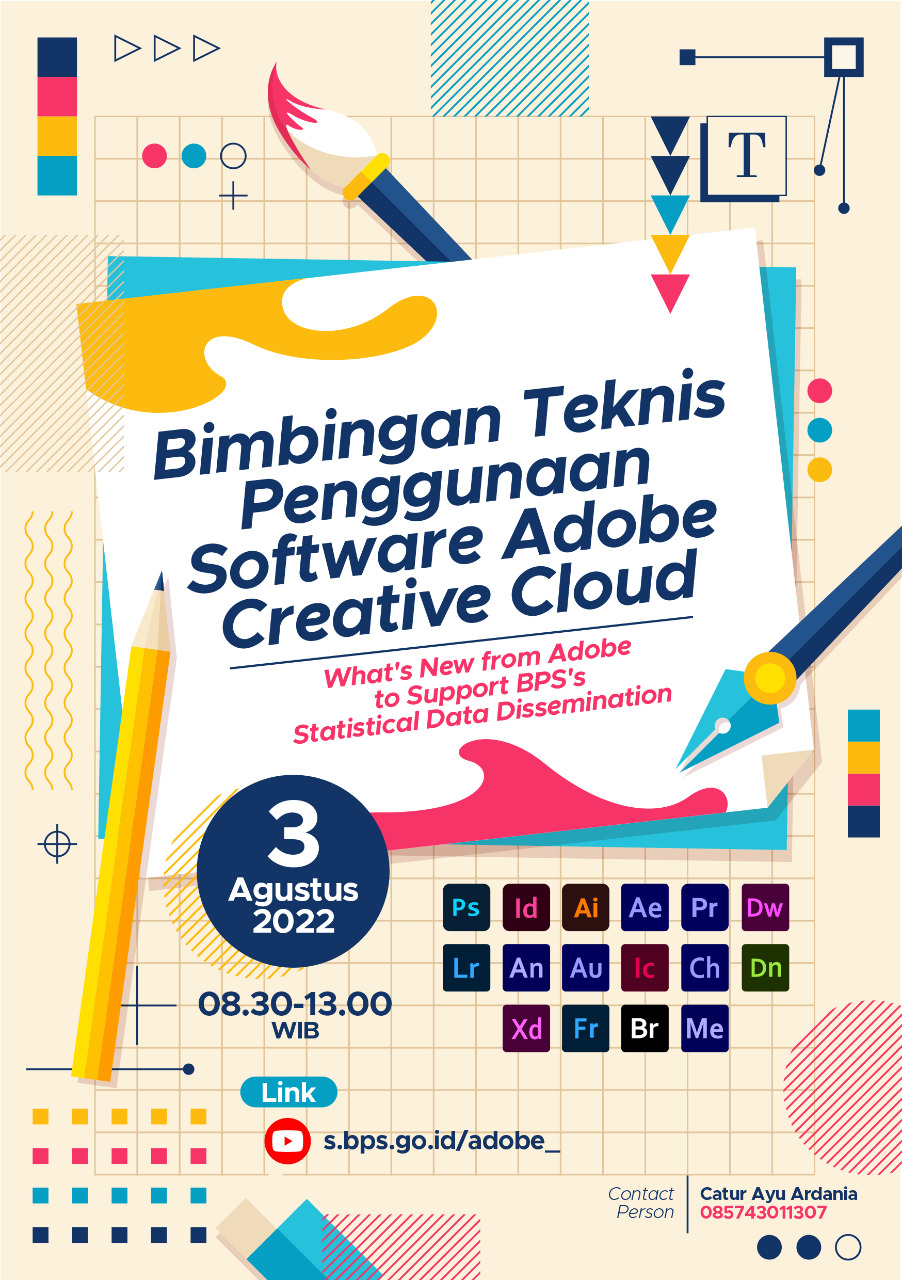 T
Bimbingan Teknis
Penggunaan
Software Adobe
Creative Cloud
What's New from Adobe
to Support BPS's
Statistical Data Dissemination
3
Agustus
2022
08.30-13.00
WIB
Ps Id Ai Ae Pr Dw
Lr An Au Ic Ch Dn
Xd Fr Br Me
Link
s.bps.go.id/adobe_
Contact
Person
Catur Ayu Ardania
085743011307